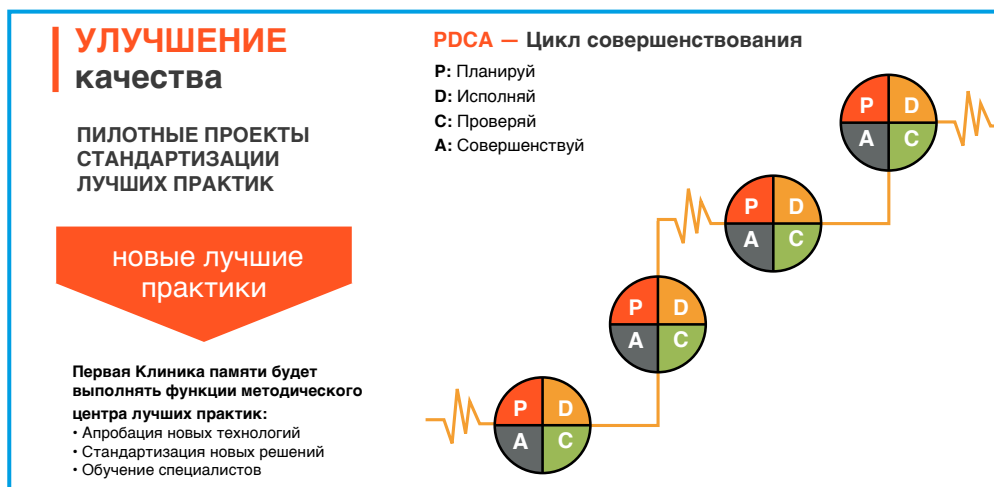 УЛУЧШЕНИЕ
качества
ПИЛОТНЫЕ ПРОЕКТЫ
СТАНДАРТИЗАЦИИ
ЛУЧШИХ ПРАКТИК
новые лучшие
практики
Первая Клиника памяти будет
выполнять функции методического
центра лучших практик:
• Апробация новых технологий
• Стандартизация новых решений
• Обучение специалистов
PDCA — Цикл совершенствования
P: Планируй
D: Исполняй
C: Проверяй
A: Совершенствуй
P D
A C
P D
A C
P D
A C
P D
A C